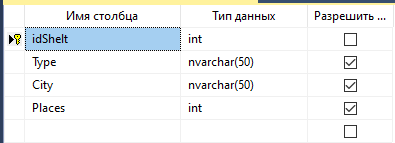 Имя столбца Тип данных Разрешить ...
idShelt int
Type nvarchar(50)
City nvarchar(50)
Places int